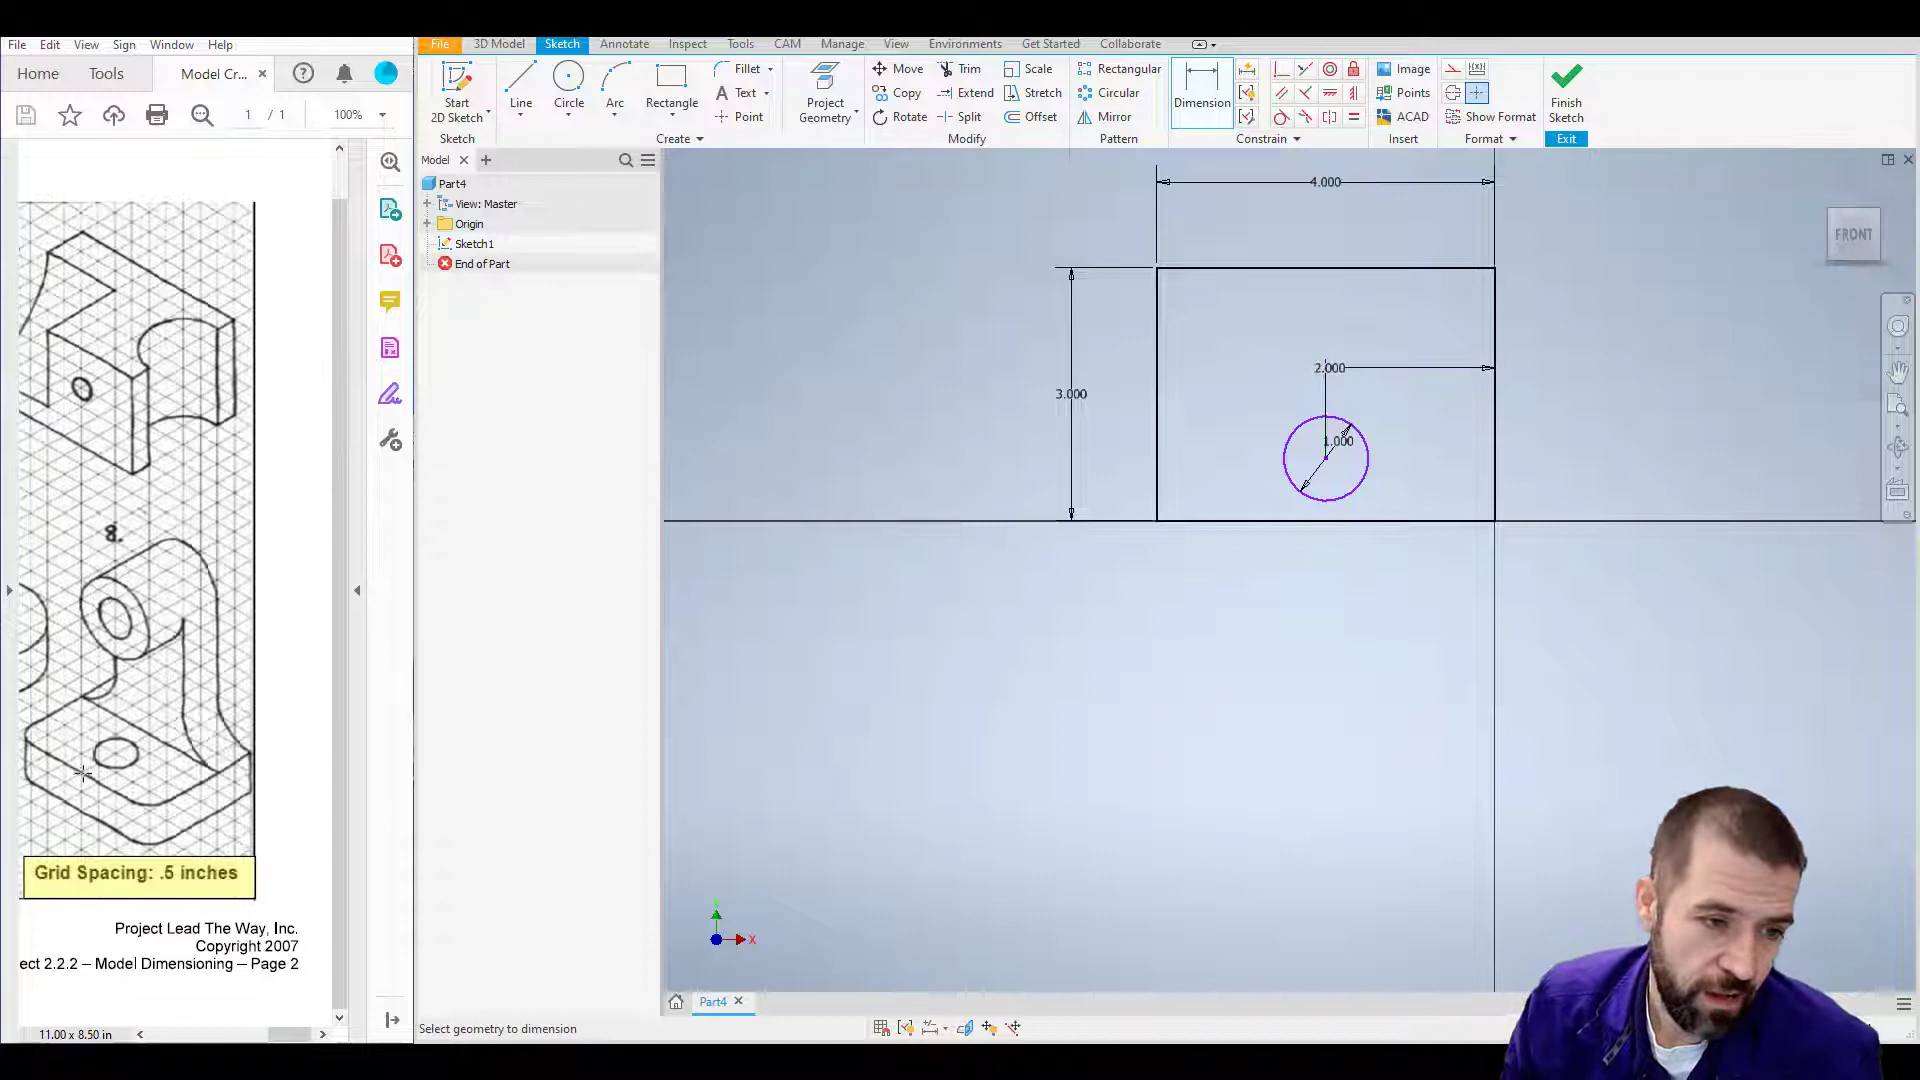 File Edit View Sign Window Help
Home Tools Model Cr...
1 / 1 100%
8.
Grid Spacing: .5 inches
Project Lead The Way, Inc.
Copyright 2007
ect 2.2.2 – Model Dimensioning – Page 2
11.00 x 8.50 in
File 3D Model Sketch Annotate Inspect Tools CAM Manage View Environments Get Started Collaborate
Start 2D Sketch
Line
Circle
Arc
Rectangle
Fillet
Text
Point
Project Geometry
Move
Copy
Rotate
Trim
Extend
Split
Scale
Stretch
Offset
Rectangular
Circular
Mirror
Dimension
Image
Points
ACAD
Show Format
Finish Sketch
Sketch Create Modify Pattern Constrain Insert Format Exit
Model
Part4
View: Master
Origin
Sketch1
End of Part
4.000
FRONT
2.000
3.000
1.000
X
Part4
Select geometry to dimension